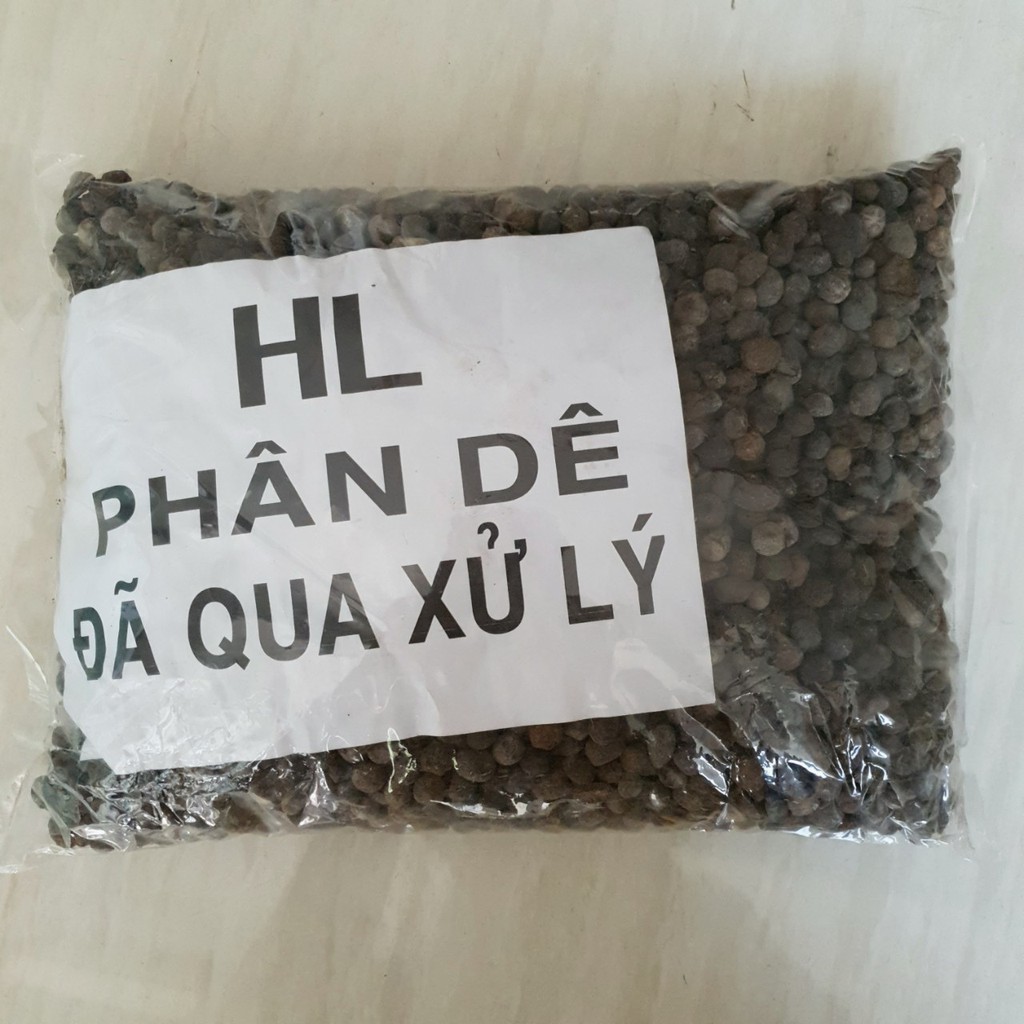 HL
PHÂN DÊ
ĐÃ QUA XỬ LÝ